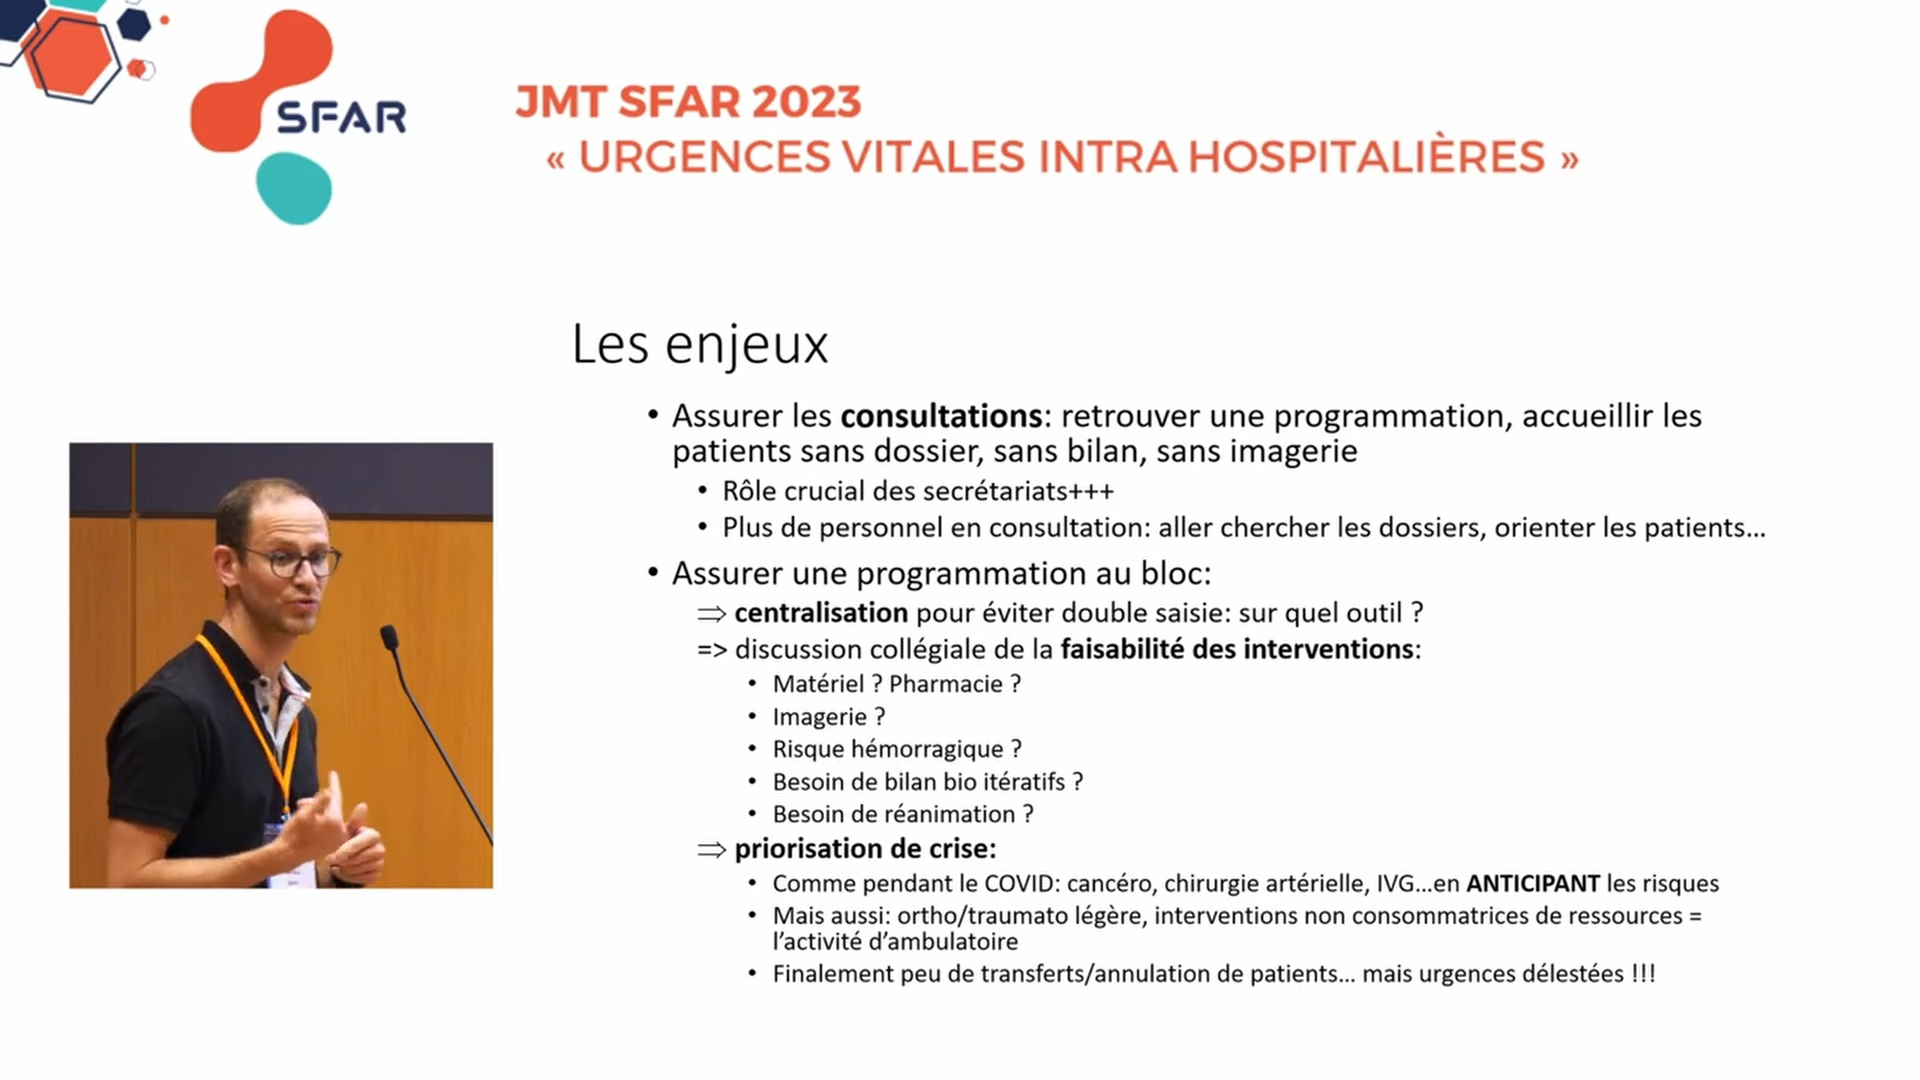 SFAR
JMT SFAR 2023
« URGENCES VITALES INTRA HOSPITALIÈRES »
Les enjeux
• Assurer les consultations: retrouver une programmation, accueillir les
patients sans dossier, sans bilan, sans imagerie
• Rôle crucial des secrétariats+++
• Plus de personnel en consultation: aller chercher les dossiers, orienter les patients…
• Assurer une programmation au bloc:
⇒ centralisation pour éviter double saisie: sur quel outil ?
=> discussion collégiale de la faisabilité des interventions:
• Matériel ? Pharmacie ?
• Imagerie ?
• Risque hémorragique ?
• Besoin de bilan bio itératifs ?
• Besoin de réanimation ?
⇒ priorisation de crise:
• Comme pendant le COVID: cancéro, chirurgie artérielle, IVG…en ANTICIPANT les risques
• Mais aussi: ortho/traumato légère, interventions non consommatrices de ressources =
l’activité d’ambulatoire
• Finalement peu de transferts/annulation de patients… mais urgences délestées !!!